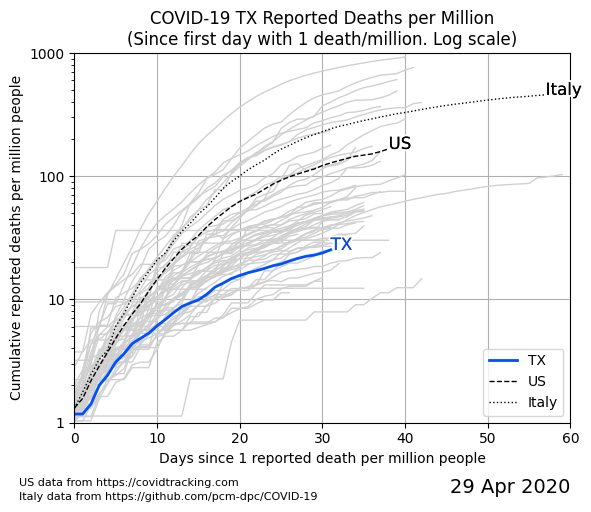 COVID-19 TX Reported Deaths per Million
(Since first day with 1 death/million. Log scale)
Cumulative reported deaths per million people
1000
100
10
1
Italy
US
TX
TX
US
Italy
0 10 20 30 40 50 60
Days since 1 reported death per million people
US data from https://covidtracking.com
Italy data from https://github.com/pcm-dpc/COVID-19
29 Apr 2020